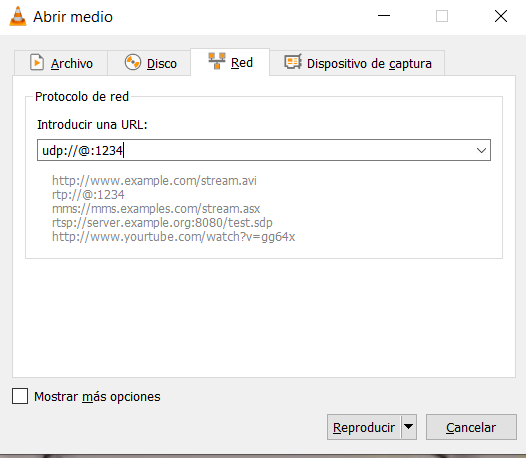 Abrir medio
Archivo
Disco
Red
Dispositivo de captura
Protocolo de red
Introducir una URL:
udp://@:1234
http://www.example.com/stream.avi
rtp://@:1234
mms://mms.examples.com/stream.asx
rtsp://server.example.org:8080/test.sdp
http://www.yourtube.com/watch?v=gg64x
Mostrar más opciones
Reproducir
Cancelar